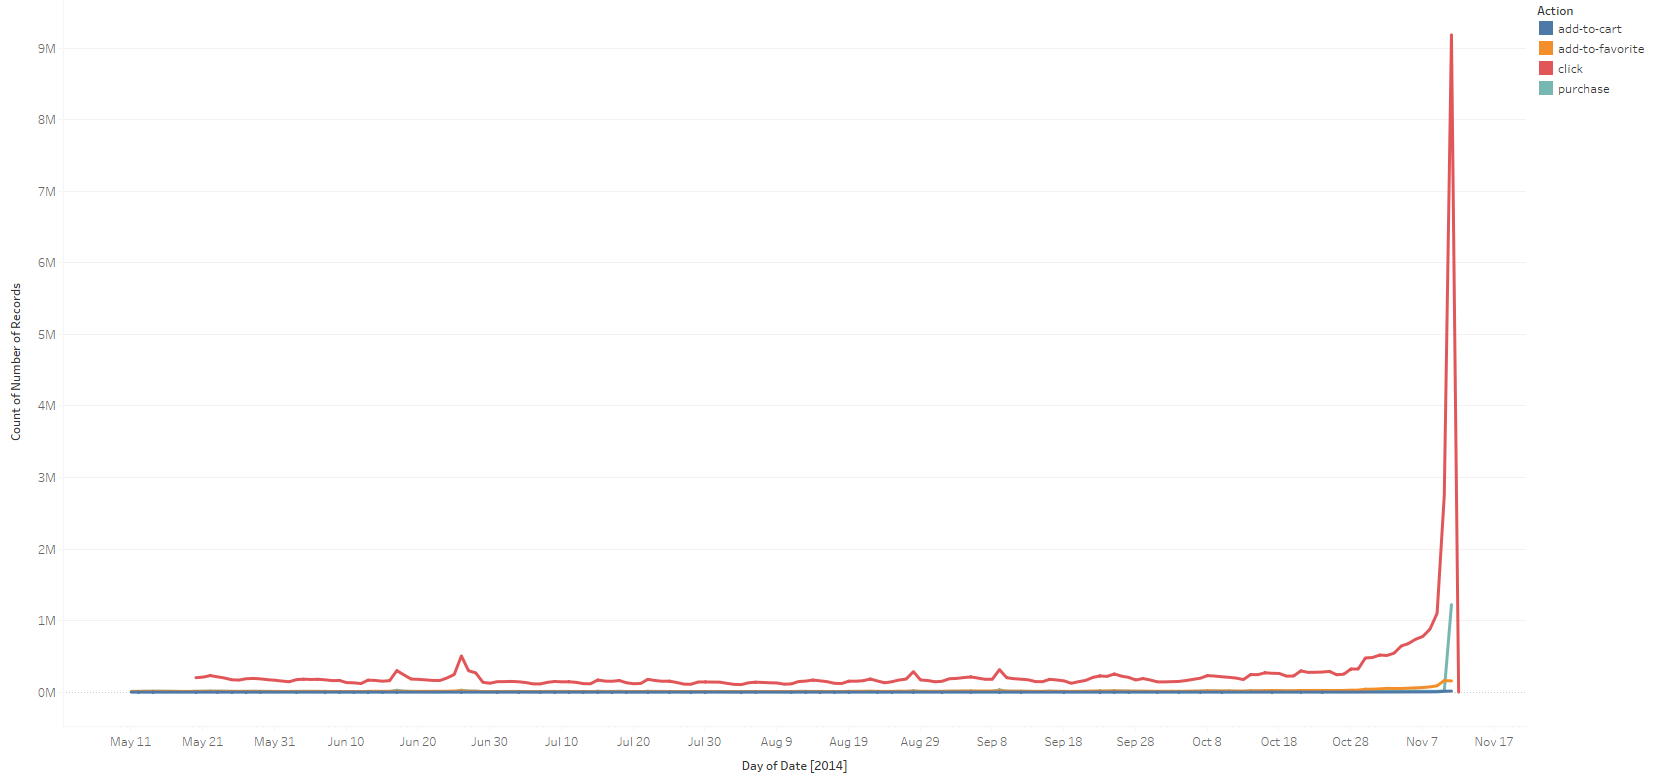 Action
add-to-cart
add-to-favorite
click
purchase
9M
8M
7M
6M
5M
4M
3M
2M
1M
0M
Count of Number of Records
May 11 May 21 May 31 Jun 10 Jun 20 Jun 30 Jul 10 Jul 20 Jul 30 Aug 9 Aug 19 Aug 29 Sep 8 Sep 18 Sep 28 Oct 8 Oct 18 Oct 28 Nov 7 Nov 17
Day of Date [2014]